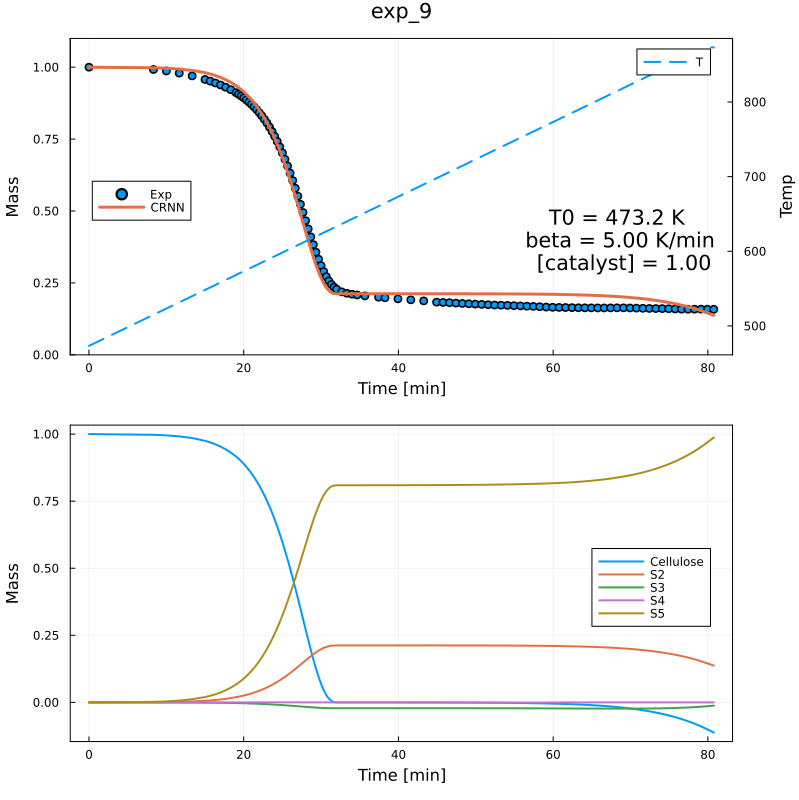 exp_9
1.00
0.75
0.50
0.25
0.00
Mass
Exp
CRNN
T
800
700
600
500
Temp
T0 = 473.2 K
beta = 5.00 K/min
[catalyst] = 1.00
0 20 40 60 80
Time [min]
1.00
0.75
0.50
0.25
0.00
Mass
Cellulose
S2
S3
S4
S5
0 20 40 60 80
Time [min]